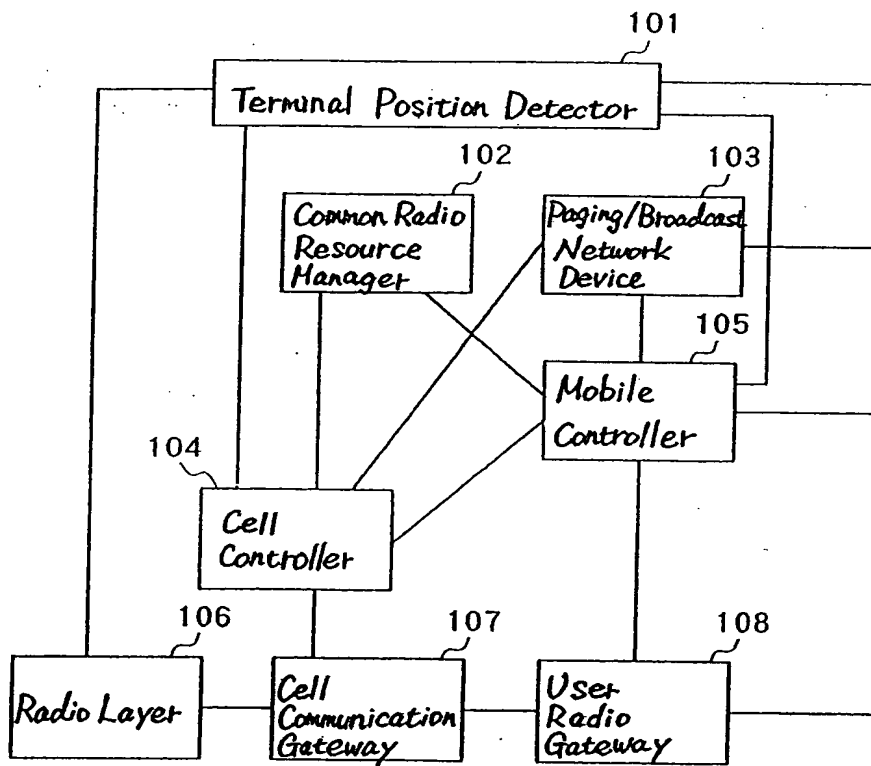 101
Terminal Position Detector
102
Common Radio
Resource
Manager
103
Paging/Broadcast
Network
Device
105
Mobile
Controller
104
Cell
Controller
106
Radio Layer
107
Cell
Communication
Gateway
108
User
Radio
Gateway